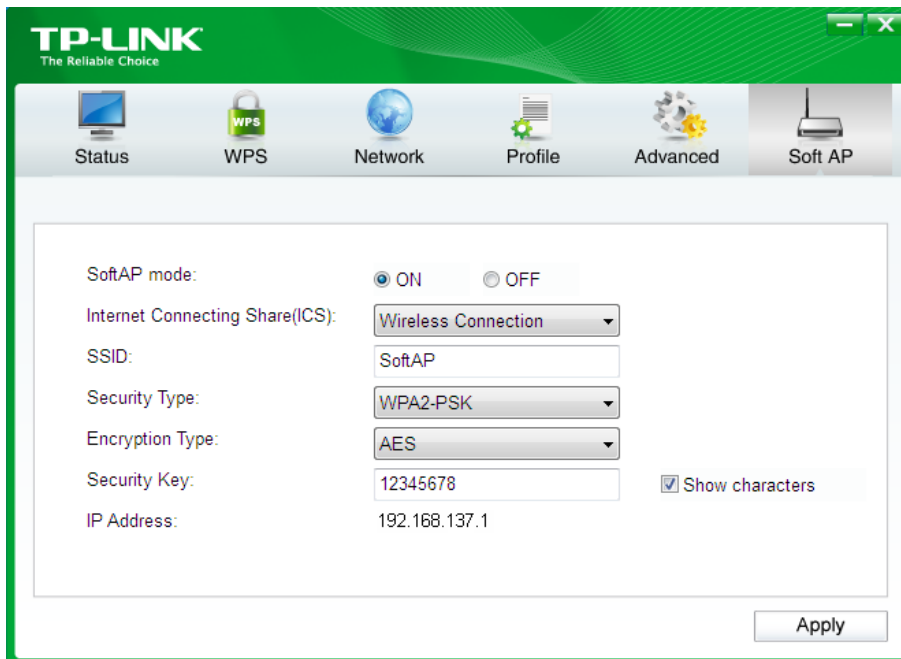 TP-LINK
The Reliable Choice
WPS
Status WPS Network Profile Advanced Soft AP
SoftAP mode: ON OFF
Internet Connecting Share(ICS): Wireless Connection
SSID: SoftAP
Security Type: WPA2-PSK
Encryption Type: AES
Security Key: 12345678 Show characters
IP Address: 192.168.137.1
Apply